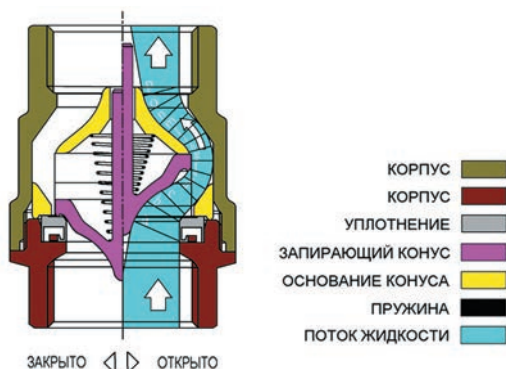 КОРПУС
КОРПУС
УПЛОТНЕНИЕ
ЗАПИРАЮЩИЙ КОНУС
ОСНОВАНИЕ КОНУСА
ПРУЖИНА
ПОТОК ЖИДКОСТИ
ЗАКРЫТО ОТКРЫТО